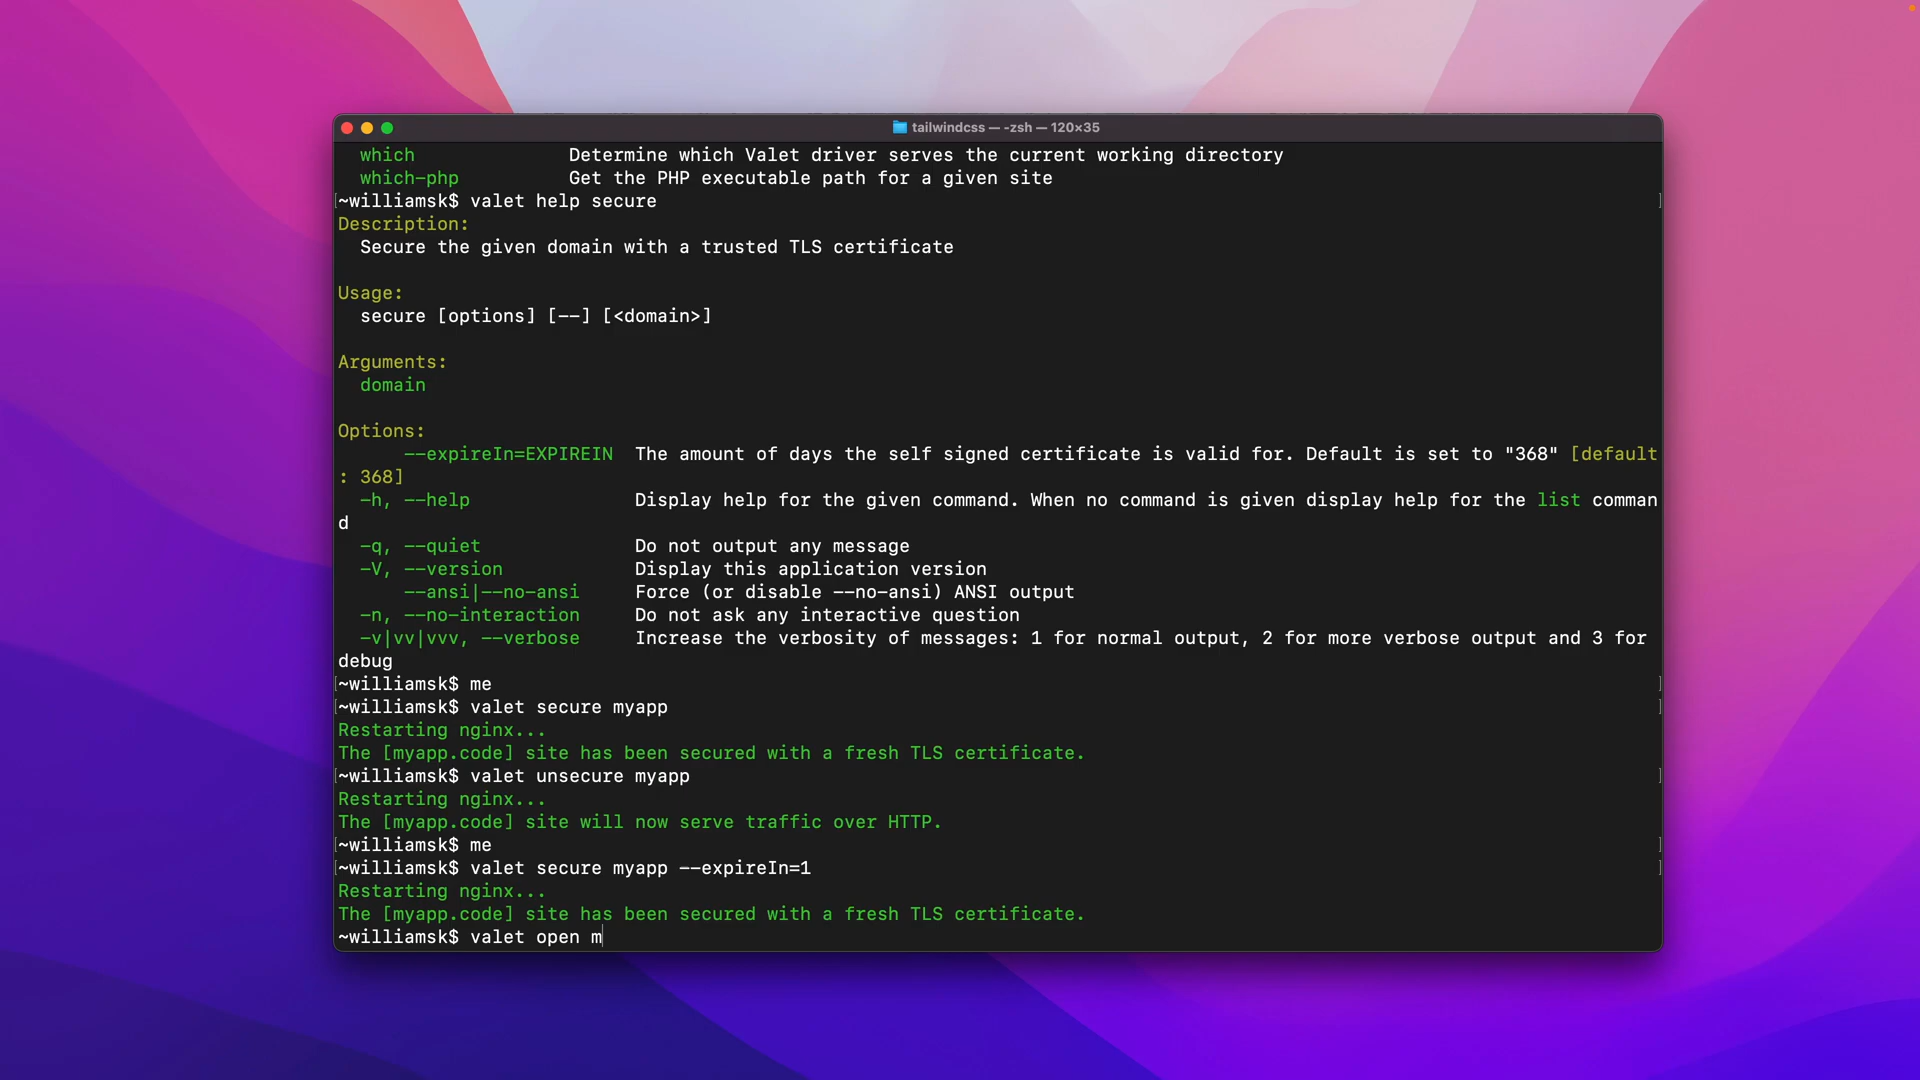 tailwindcss — -zsh — 120×35
which Determine which Valet driver serves the current working directory
which-php Get the PHP executable path for a given site
[~williamsk$ valet help secure ]
Description:
Secure the given domain with a trusted TLS certificate
Usage:
secure [options] [--] [<domain>]
Arguments:
domain
Options:
--expireIn=EXPIREIN The amount of days the self signed certificate is valid for. Default is set to "368" [default
: 368]
-h, --help Display help for the given command. When no command is given display help for the list comman
d
-q, --quiet Do not output any message
-V, --version Display this application version
--ansi|--no-ansi Force (or disable --no-ansi) ANSI output
-n, --no-interaction Do not ask any interactive question
-v|vv|vvv, --verbose Increase the verbosity of messages: 1 for normal output, 2 for more verbose output and 3 for
debug
[~williamsk$ me ]
[~williamsk$ valet secure myapp ]
Restarting nginx...
The [myapp.code] site has been secured with a fresh TLS certificate.
[~williamsk$ valet unsecure myapp ]
Restarting nginx...
The [myapp.code] site will now serve traffic over HTTP.
[~williamsk$ me ]
[~williamsk$ valet secure myapp --expireIn=1 ]
Restarting nginx...
The [myapp.code] site has been secured with a fresh TLS certificate.
~williamsk$ valet open m